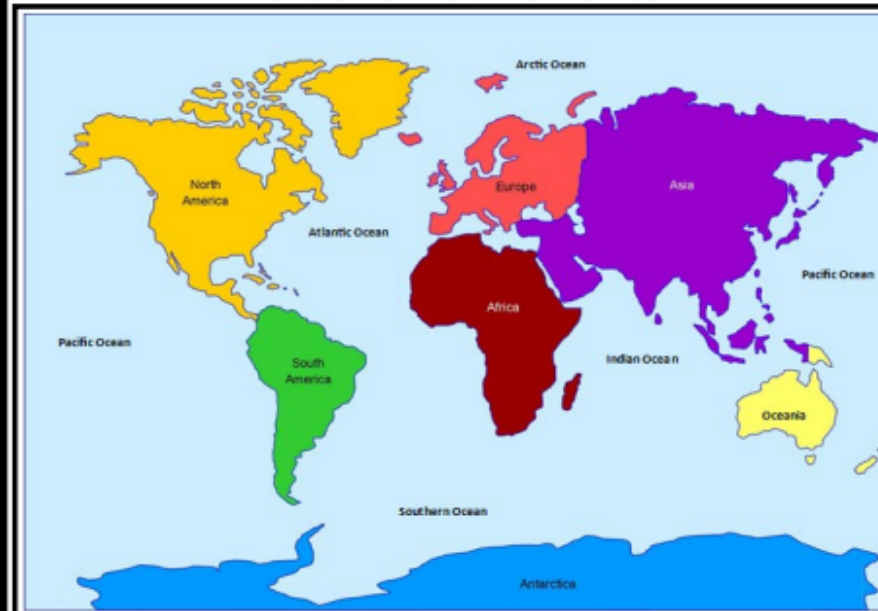 Arctic Ocean
North
America
Europe
Asia
Atlantic Ocean
Pacific Ocean
Africa
Pacific Ocean
Indian Ocean
South
America
Oceania
Southern Ocean
Antarctica